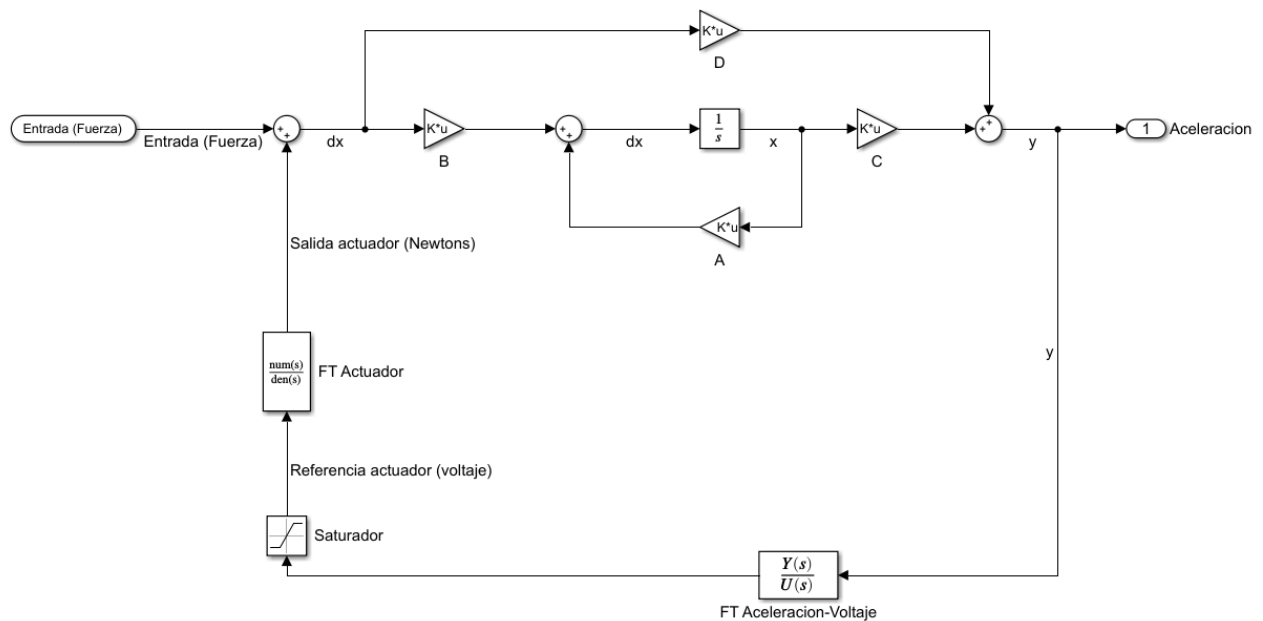 K*u
D
Entrada (Fuerza)
Entrada (Fuerza)
dx
K*u
B
dx
1
s
x
K*u
C
y
1
Aceleracion
K*u
A
Salida actuador (Newtons)
num(s)
den(s)
FT Actuador
y
Referencia actuador (voltaje)
Saturador
Y(s)
U(s)
FT Aceleracion-Voltaje